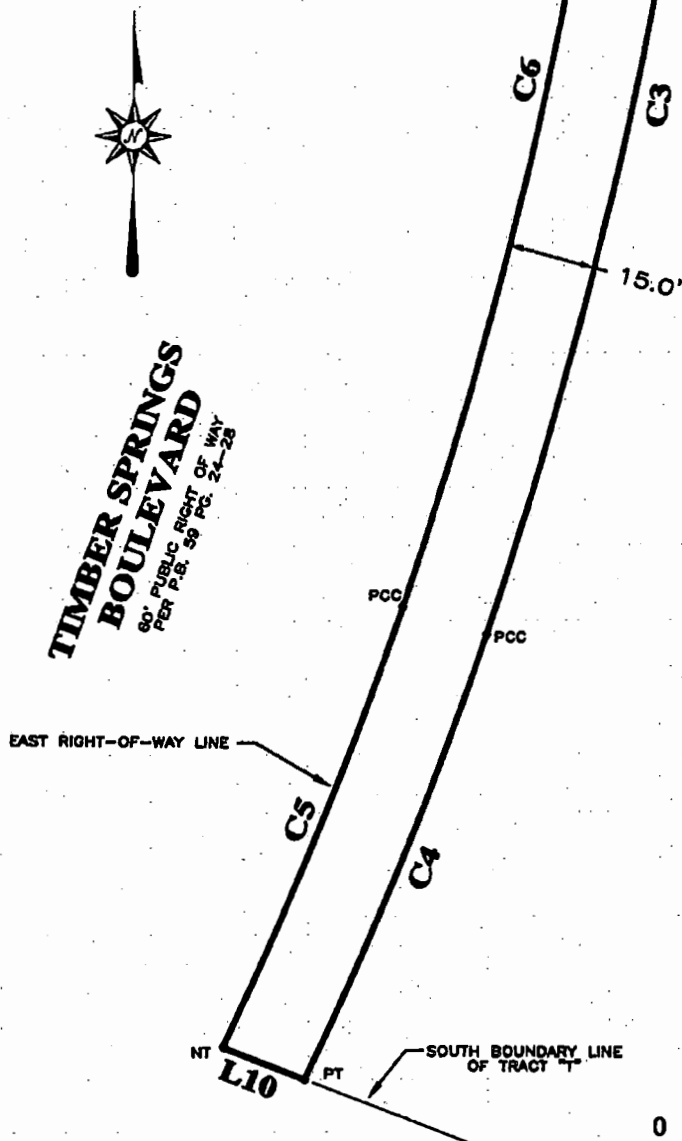 C6
C3
N
15.0'
TIMBER SPRINGS
BOULEVARD
60' PUBLIC RIGHT OF WAY
PER P.B. 59 PG. 24-28
PCC
PCC
EAST RIGHT-OF-WAY LINE
C5
C4
NT
L10
PT
SOUTH BOUNDARY LINE
OF TRACT "T"
0